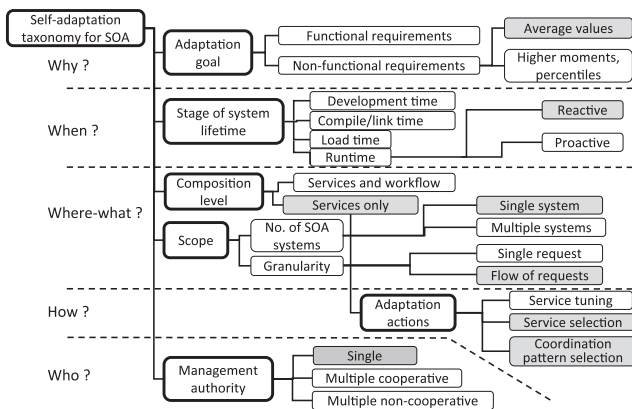 Self-adaptation
taxonomy for SOA
Why ?
Adaptation
goal
Functional requirements
Non-functional requirements
Average values
Higher moments,
percentiles
When ?
Stage of system
lifetime
Development time
Compile/link time
Load time
Runtime
Reactive
Proactive
Where-what ?
Composition
level
Services and workflow
Services only
Scope
No. of SOA
systems
Granularity
Single system
Multiple systems
Single request
Flow of requests
How ?
Adaptation
actions
Service tuning
Service selection
Coordination
pattern selection
Who ?
Management
authority
Single
Multiple cooperative
Multiple non-cooperative